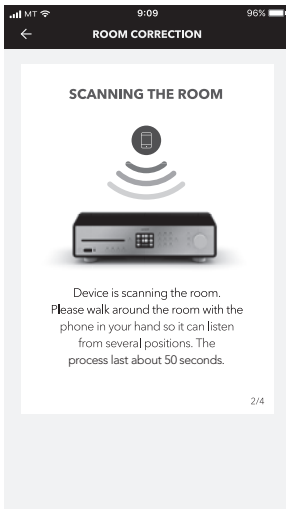 MT 9:09 96%
ROOM CORRECTION
SCANNING THE ROOM
Device is scanning the room.
Please walk around the room with the
phone in your hand so it can listen
from several positions. The
process last about 50 seconds.
2/4